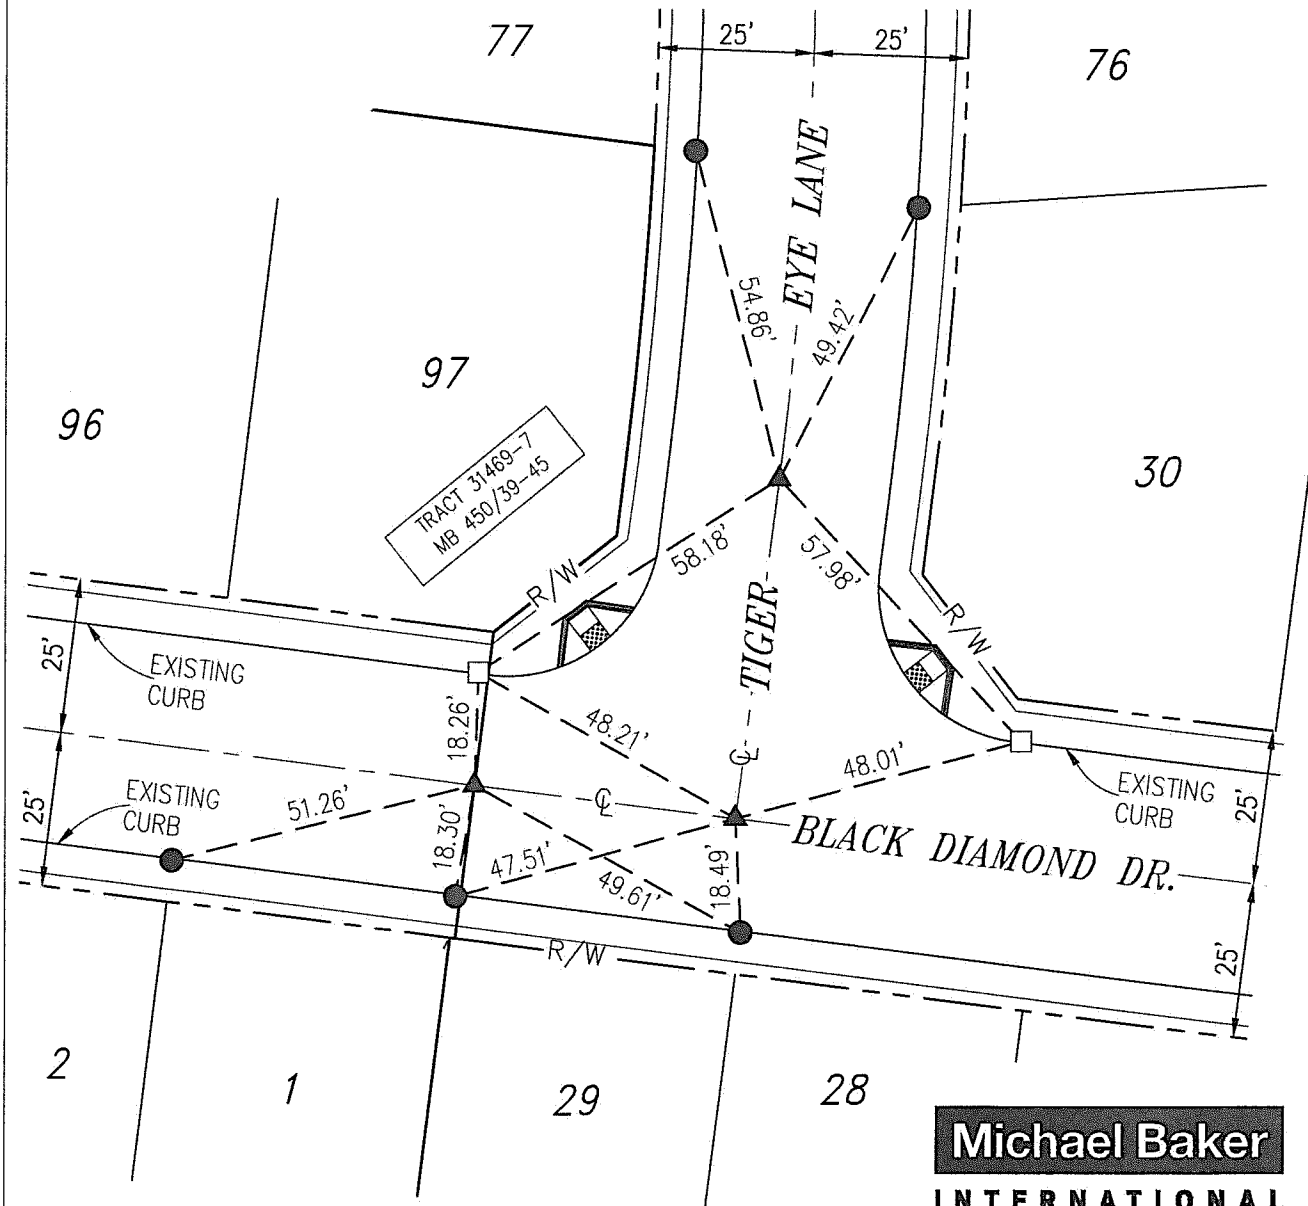 77
25'
25'
76
EYE LANE
54.86'
49.42'
97
96
TRACT 31469-7
MB 450/39-45
30
58.18'
57.98'
R/W
R/W
TIGER
25'
EXISTING
CURB
18.26'
48.21'
CL
48.01'
EXISTING
CURB
25'
25'
EXISTING
CURB
51.26'
CL
18.30'
47.51'
49.61'
18.49'
BLACK DIAMOND DR.
25'
R/W
2
1
29
28
Michael Baker
INTERNATIONAL